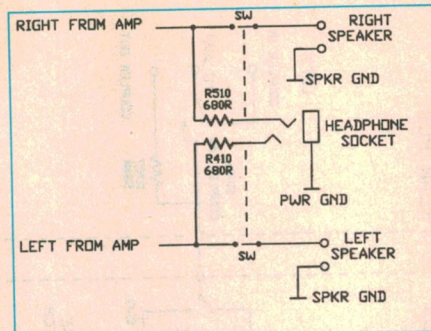 RIGHT FROM AMP
SW
RIGHT
SPEAKER
SPKR GND
R510
680R
R410
680R
HEADPHONE
SOCKET
PWR GND
LEFT FROM AMP
SW
LEFT
SPEAKER
SPKR GND